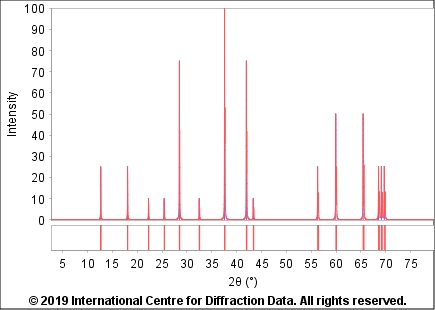 Intensity
100
90
80
70
60
50
40
30
20
10
0
5 10 15 20 25 30 35 40 45 50 55 60 65 70 75
2θ (°)
© 2019 International Centre for Diffraction Data. All rights reserved.